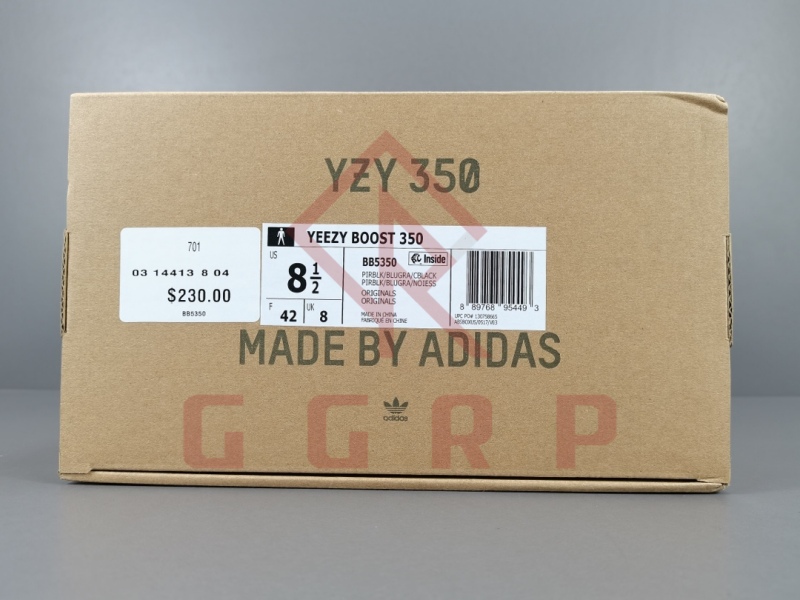 YZY 350
701
03 14413 8 04
$230.00
BB5350
YEEZY BOOST 350
US
8 1/2
F
42
UK
8
BB5350
Inside
PIRBLK/BLUGRA/CBLACK
PIRBLK/BLUGRA/NOIESS
ORIGINALS
ORIGINALS
MADE IN CHINA
FABRIQUE EN CHINE
8 89768 95449 3
MADE BY ADIDAS
adidas
GGRP